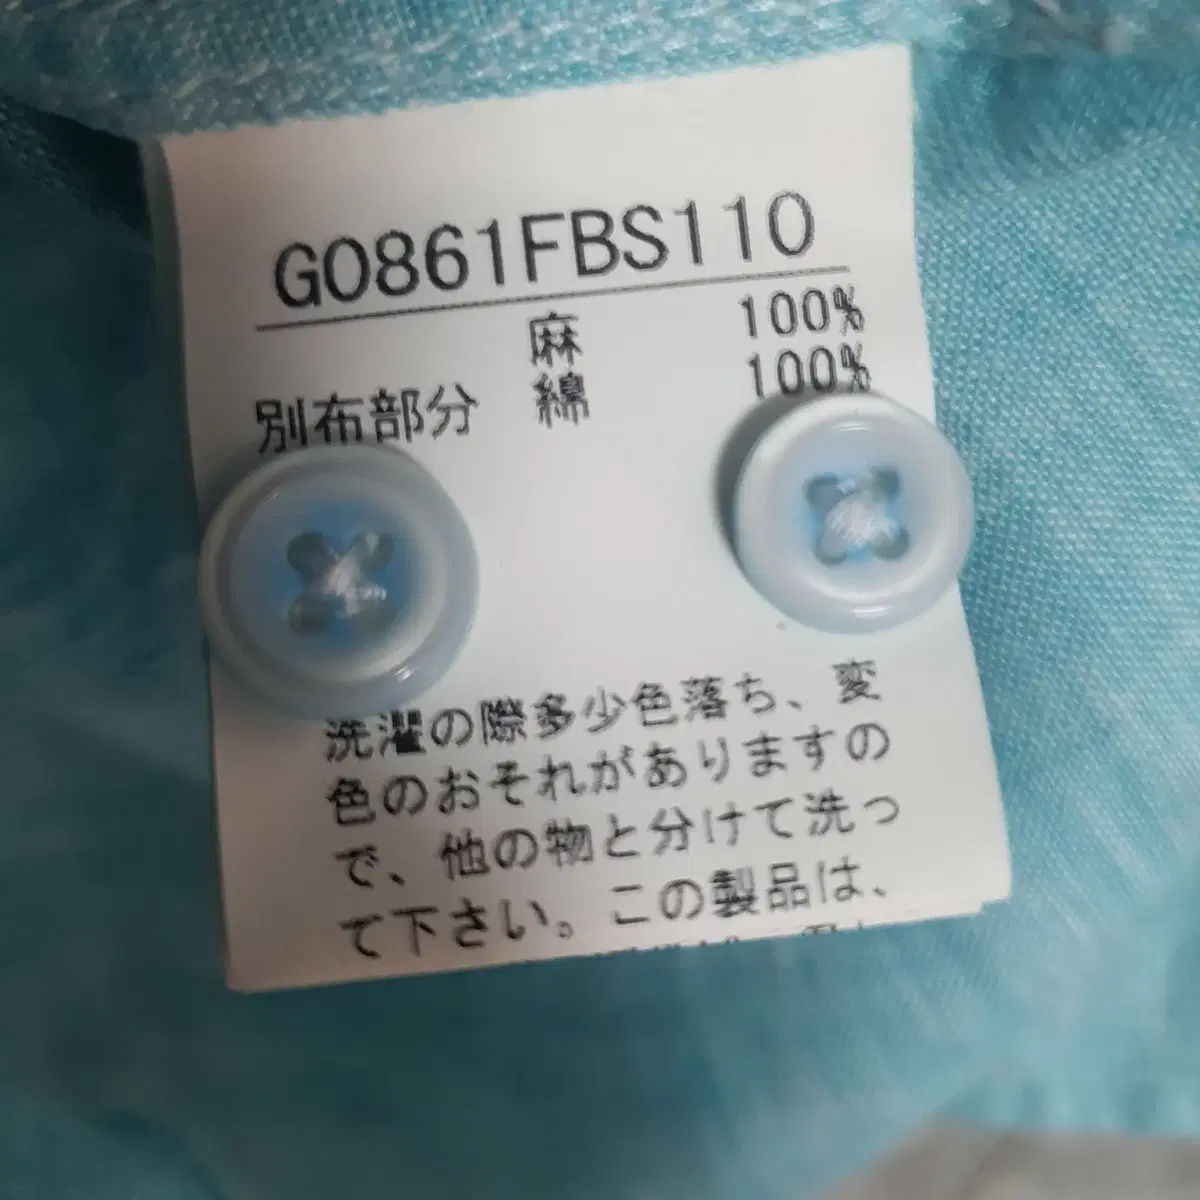 G0861FBS110
麻 100%
別布部分 綿 100%
洗濯の際多少色落ち、変
色のおそれがありますの
で、他の物と分けて洗っ
て下さい。この製品は、